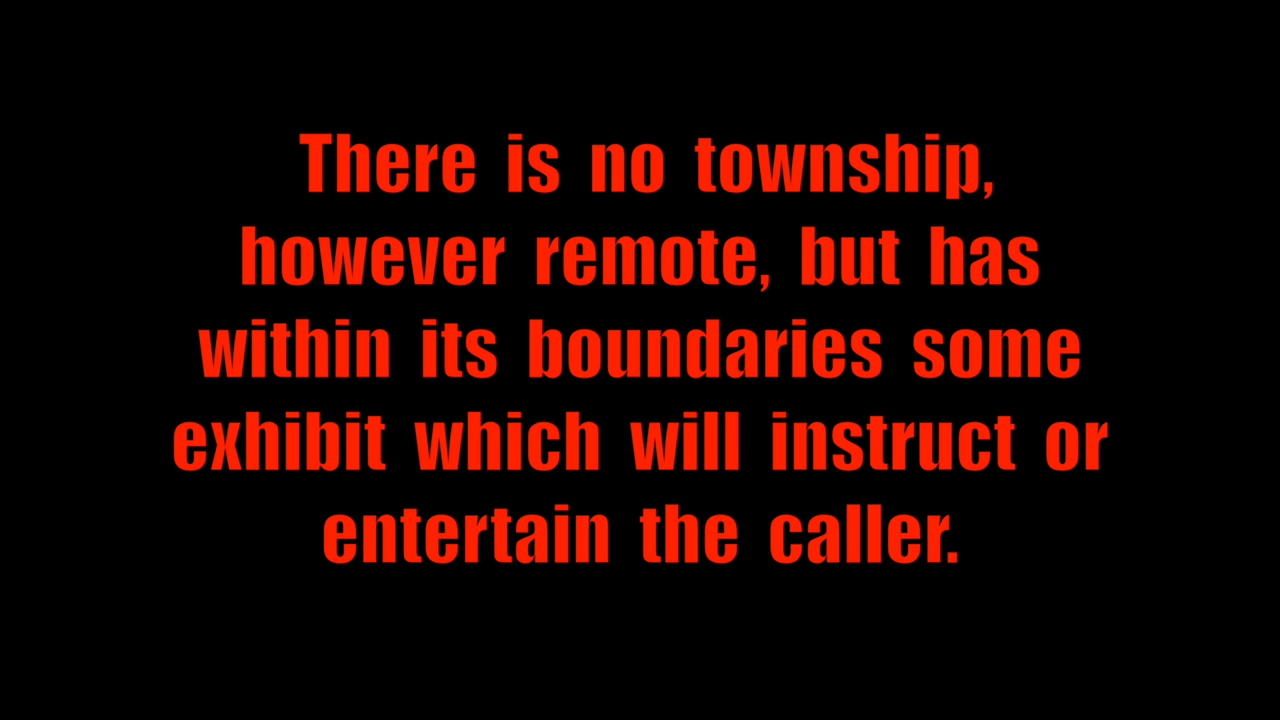 There is no township,
however remote, but has
within its boundaries some
exhibit which will instruct or
entertain the caller.